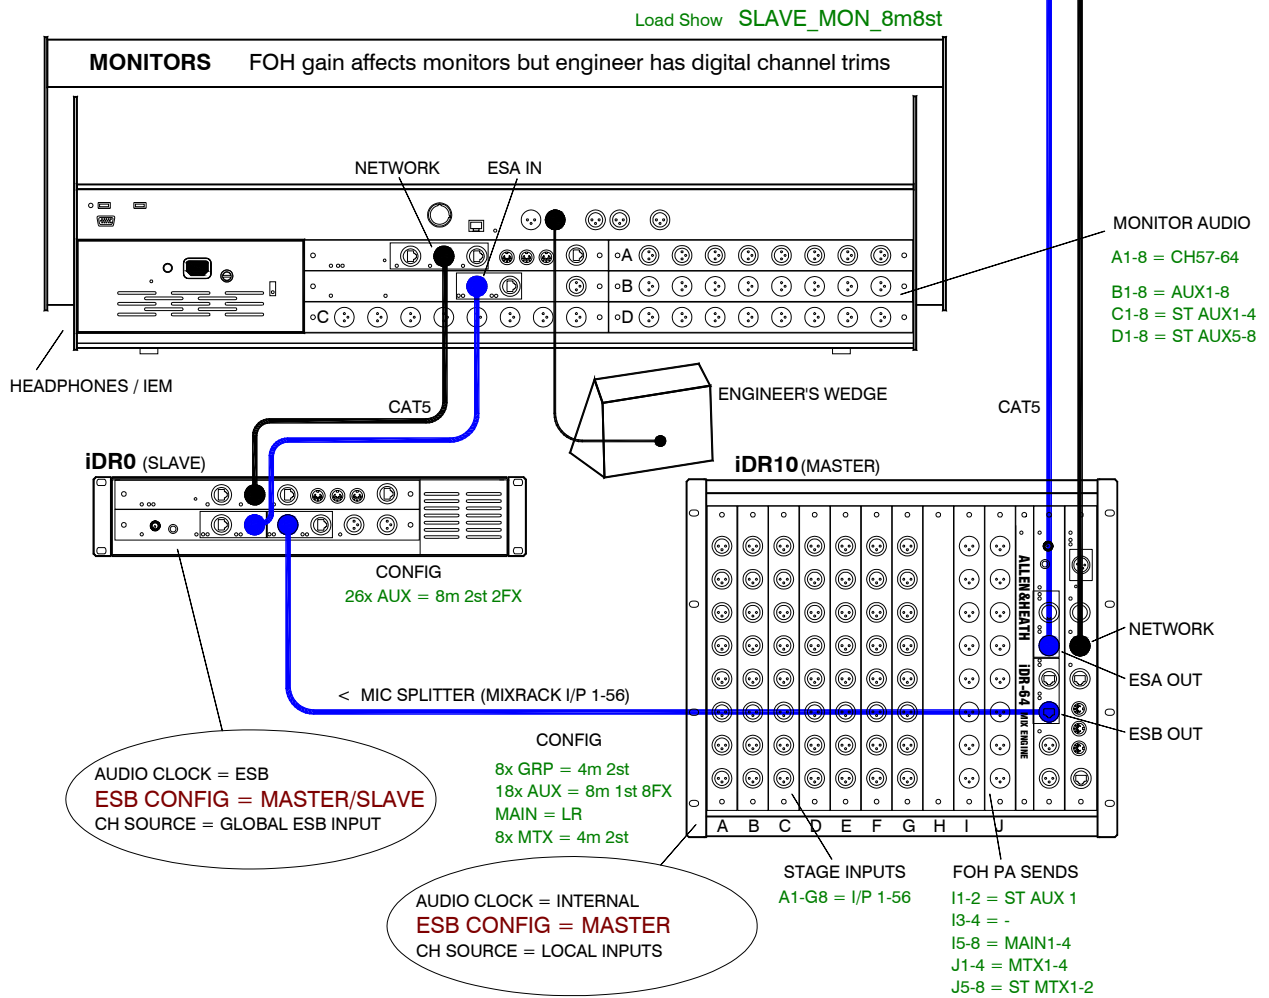 Load Show SLAVE_MON_8m8st
MONITORS FOH gain affects monitors but engineer has digital channel trims
NETWORK
ESA IN
MONITOR AUDIO
A1-8 = CH57-64
B1-8 = AUX1-8
C1-8 = ST AUX1-4
D1-8 = ST AUX5-8
A
B
C
D
HEADPHONES / IEM
CAT5
ENGINEER'S WEDGE
CAT5
iDR0 (SLAVE)
iDR10 (MASTER)
CONFIG
26x AUX = 8m 2st 2FX
ALLEN&HEATH
iDR-64 MIX ENGINE
NETWORK
ESA OUT
ESB OUT
< MIC SPLITTER (MIXRACK I/P 1-56)
CONFIG
8x GRP = 4m 2st
18x AUX = 8m 1st 8FX
MAIN = LR
8x MTX = 4m 2st
AUDIO CLOCK = ESB
ESB CONFIG = MASTER/SLAVE
CH SOURCE = GLOBAL ESB INPUT
A B C D E F G H I J
STAGE INPUTS
A1-G8 = I/P 1-56
FOH PA SENDS
I1-2 = ST AUX 1
I3-4 = -
I5-8 = MAIN1-4
J1-4 = MTX1-4
J5-8 = ST MTX1-2
AUDIO CLOCK = INTERNAL
ESB CONFIG = MASTER
CH SOURCE = LOCAL INPUTS